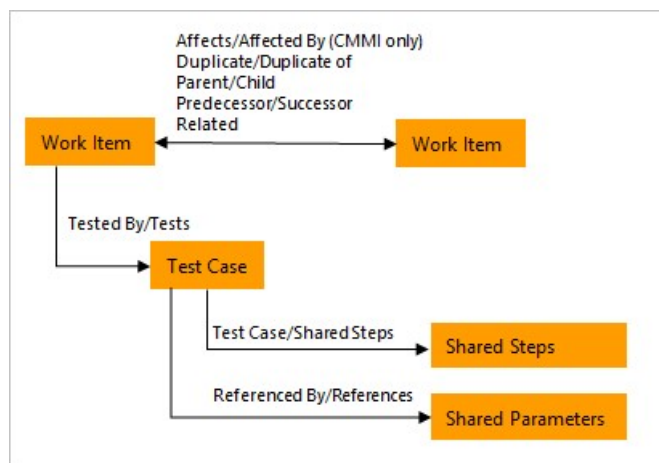 Affects/Affected By (CMMI only)
Duplicate/Duplicate of
Parent/Child
Predecessor/Successor
Related
Work Item
Work Item
Tested By/Tests
Test Case
Test Case/Shared Steps
Shared Steps
Referenced By/References
Shared Parameters